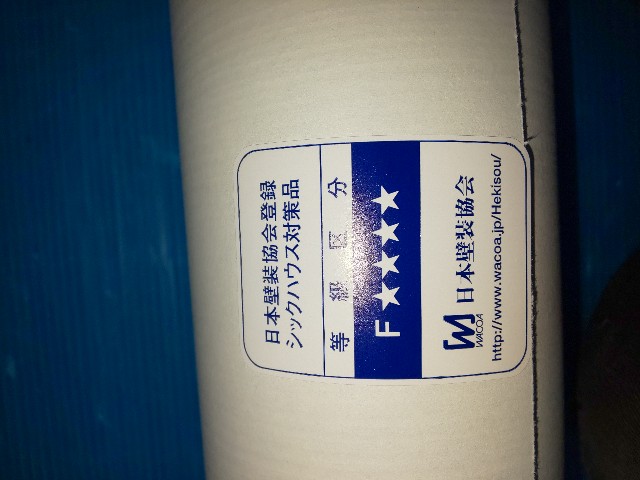 日本壁装協会登録
シックハウス対策品
等級区分
F★★★★
WACOA
日本壁装協会
http://www.wacoa.jp/Hekisou/